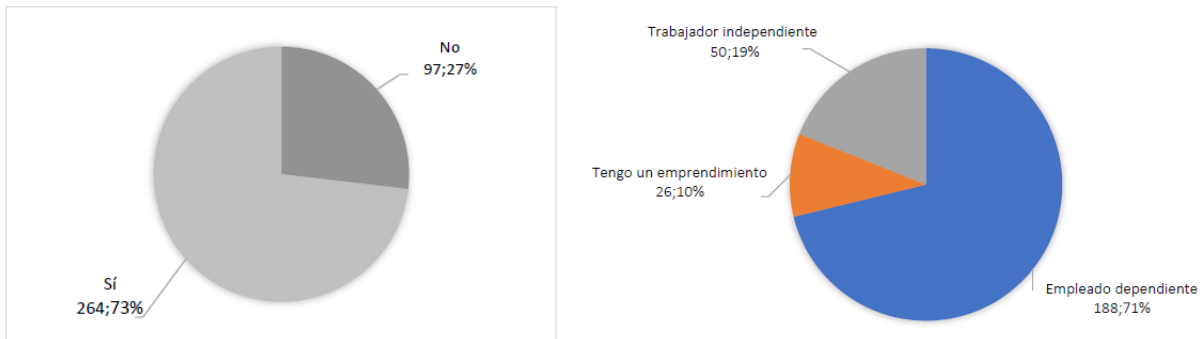 No
97;27%
Sí
264;73%
Trabajador independiente
50;19%
Tengo un emprendimiento
26;10%
Empleado dependiente
188;71%